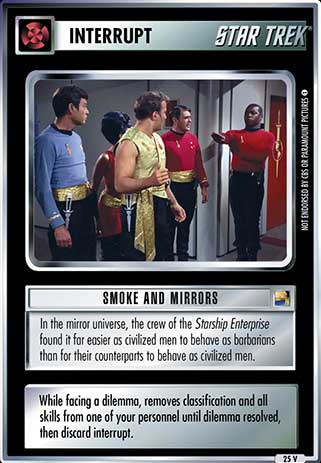 INTERRUPT
STAR TREK
NOT ENDORSED BY CBS OR PARAMOUNT PICTURES
SMOKE AND MIRRORS
In the mirror universe, the crew of the Starship Enterprise
found it far easier as civilized men to behave as barbarians
than for their counterparts to behave as civilized men.
While facing a dilemma, removes classification and all
skills from one of your personnel until dilemma resolved,
then discard interrupt.
25 V